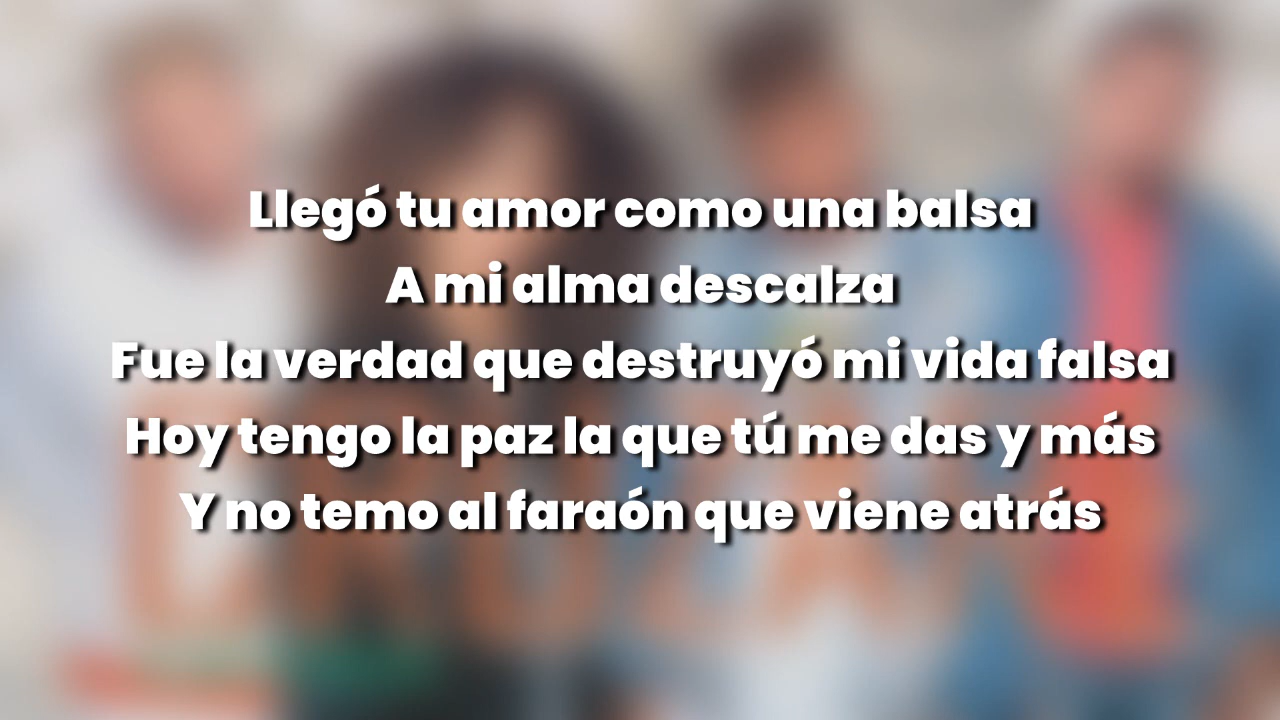 Llegó tu amor como una balsa
A mi alma descalza
Fue la verdad que destruyó mi vida falsa
Hoy tengo la paz la que tú me das y más
Y no temo al faraón que viene atrás